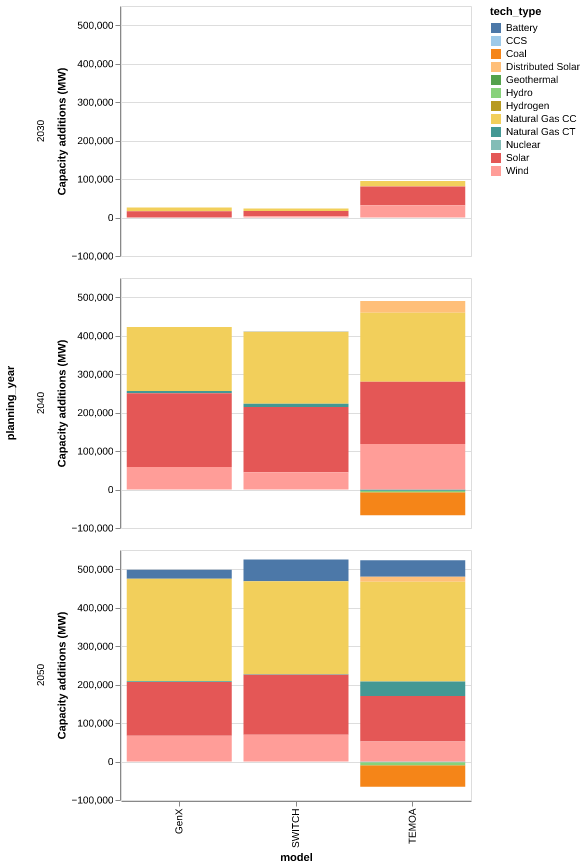 tech_type
Battery
CCS
Coal
Distributed Solar
Geothermal
Hydro
Hydrogen
Natural Gas CC
Natural Gas CT
Nuclear
Solar
Wind
planning_year
2030
Capacity additions (MW)
500,000
400,000
300,000
200,000
100,000
0
−100,000
2040
Capacity additions (MW)
500,000
400,000
300,000
200,000
100,000
0
−100,000
2050
Capacity additions (MW)
500,000
400,000
300,000
200,000
100,000
0
−100,000
GenX
SWITCH
TEMOA
model